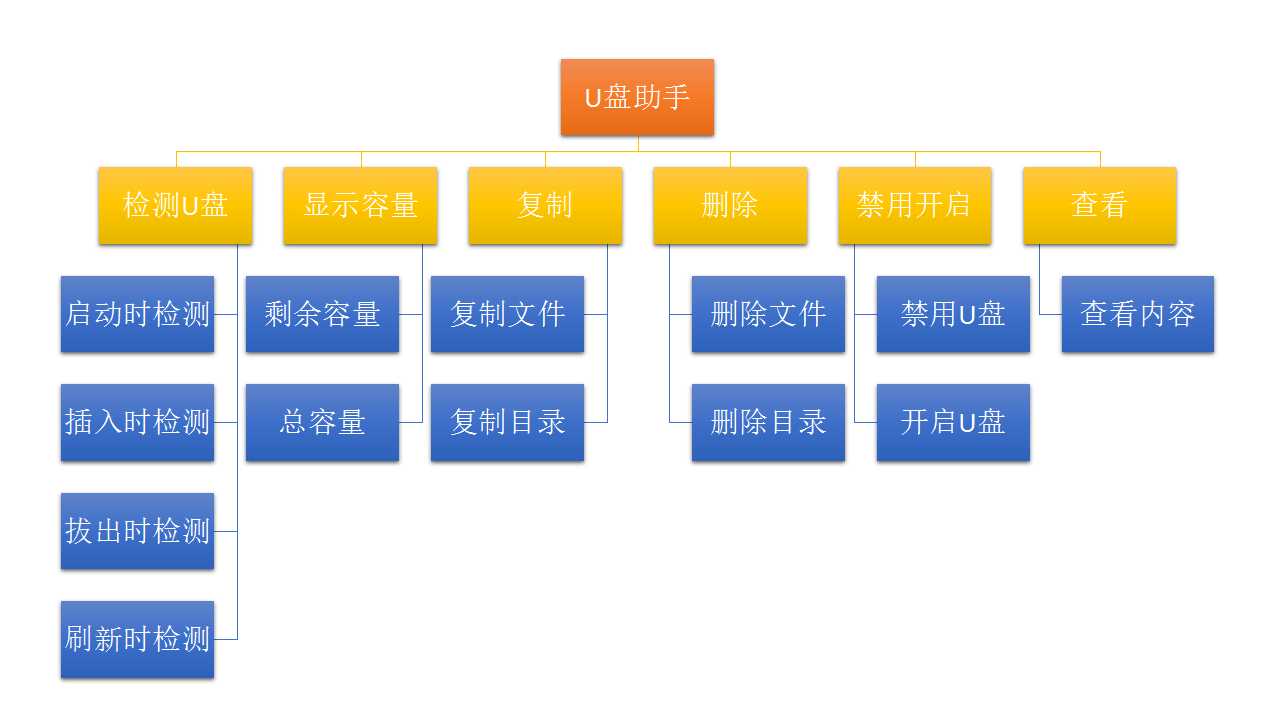 U盘助手
检测U盘
显示容量
复制
删除
禁用开启
查看
启动时检测
剩余容量
复制文件
删除文件
禁用U盘
查看内容
插入时检测
总容量
复制目录
删除目录
开启U盘
拔出时检测
刷新时检测